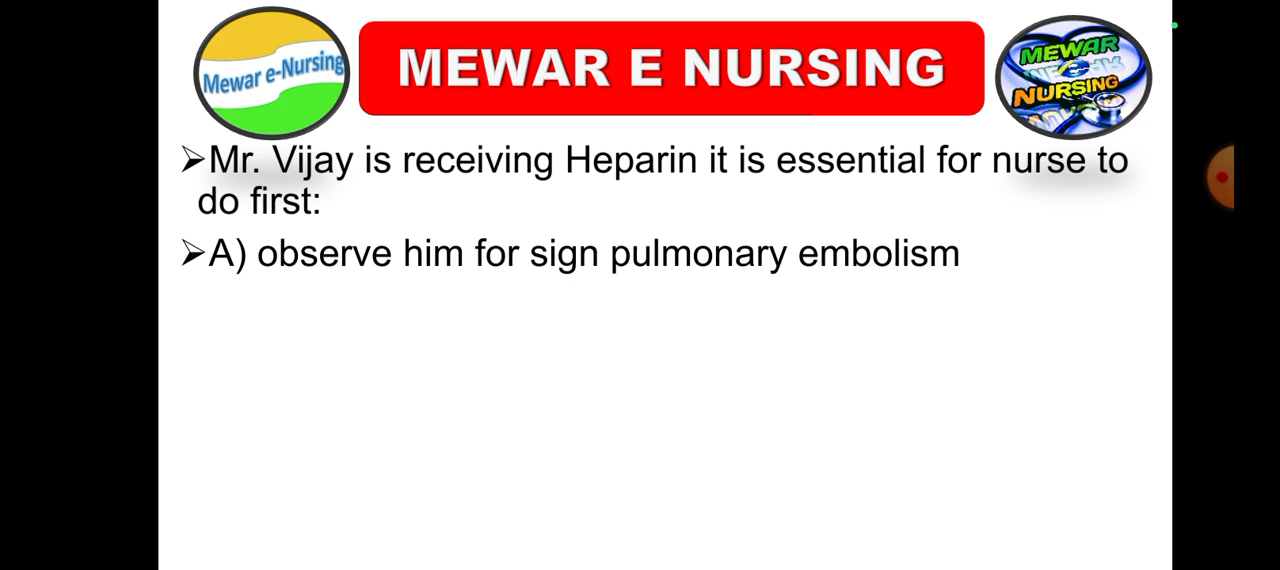 Mewar e-Nursing
MEWAR E NURSING
MEWAR
NURSING
➢Mr. Vijay is receiving Heparin it is essential for nurse to
do first:
➢A) observe him for sign pulmonary embolism